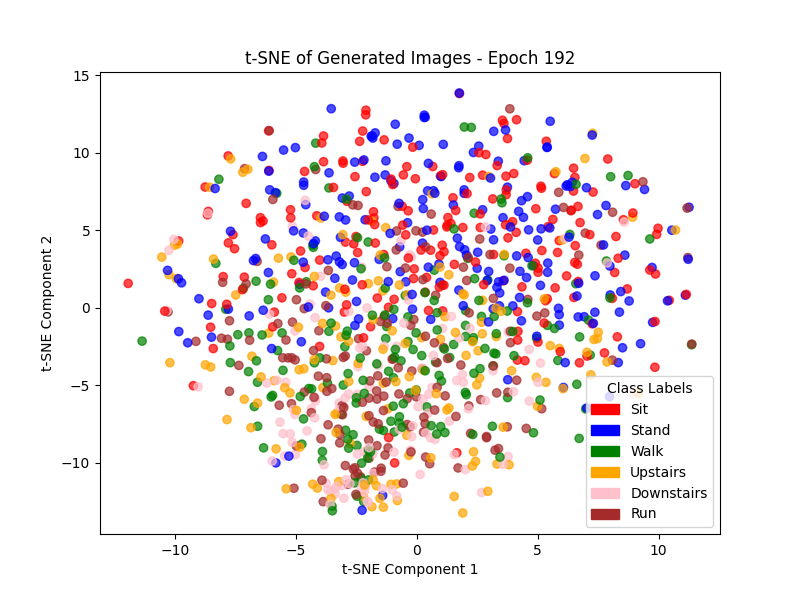 t-SNE of Generated Images - Epoch 192
15
10
5
0
−5
−10
t-SNE Component 2
−10
−5
0
5
10
t-SNE Component 1
Class Labels
Sit
Stand
Walk
Upstairs
Downstairs
Run